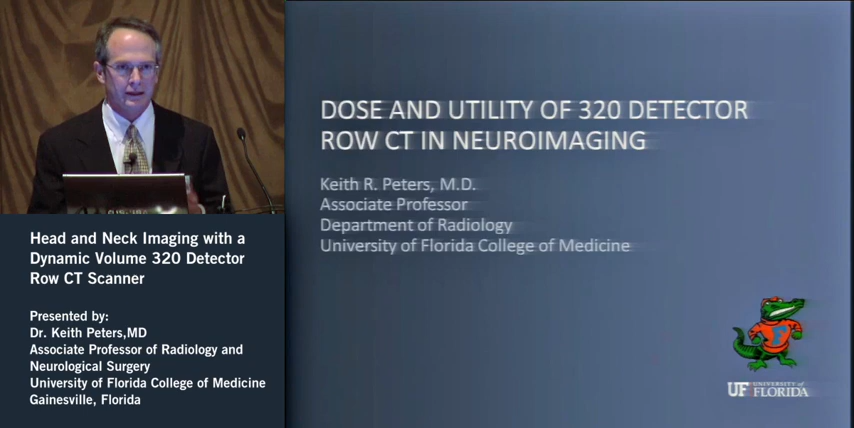 DOSE AND UTILITY OF 320 DETECTOR
ROW CT IN NEUROIMAGING
Keith R. Peters, M.D.
Associate Professor
Department of Radiology
University of Florida College of Medicine
F
UF UNIVERSITY of
FLORIDA
Head and Neck Imaging with a
Dynamic Volume 320 Detector
Row CT Scanner
Presented by:
Dr. Keith Peters,MD
Associate Professor of Radiology and
Neurological Surgery
University of Florida College of Medicine
Gainesville, Florida